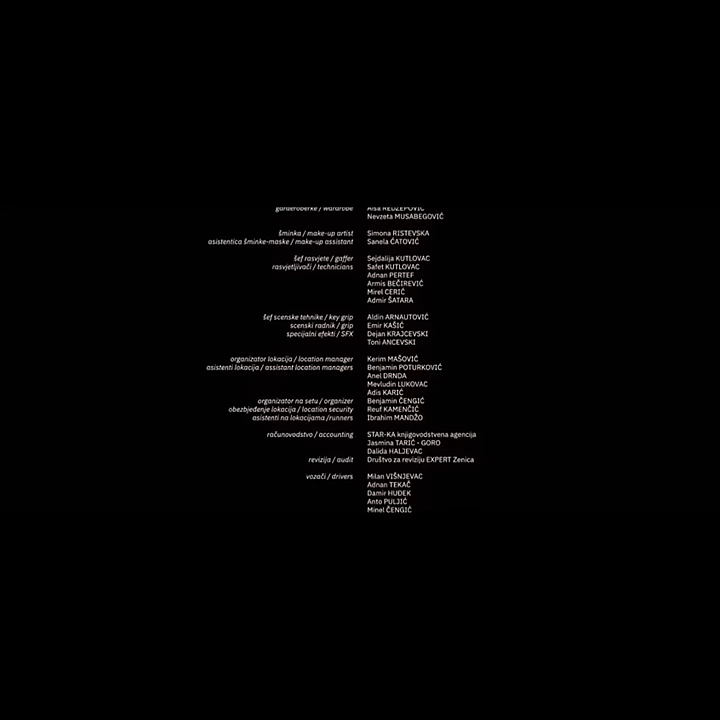 garderoberke / wardrobe Aisa REDŽEPOVIĆ
Nevzeta MUSABEGOVIĆ
šminka / make-up artist Simona RISTEVSKA
asistentica šminke-maske / make-up assistant Sanela ĆATOVIĆ
šef rasvjete / gaffer Sejdalija KUTLOVAC
rasvjetljivači / technicians Safet KUTLOVAC
Adnan PERTEF
Armis BEČIREVIĆ
Mirel CERIĆ
Admir ŠATARA
šef scenske tehnike / key grip Aldin ARNAUTOVIĆ
scenski radnik / grip Emir KAŠIĆ
specijalni efekti / SFX Dejan KRAJCEVSKI
Toni ANCEVSKI
organizator lokacija / location manager Kerim MAŠOVIĆ
asistenti lokacija / assistant location managers Benjamin POTURKOVIĆ
Anel DRNDA
Mevludin LUKOVAC
Adis KARIĆ
organizator na setu / organizer Benjamin ČENGIĆ
obezbjeđenje lokacija / location security Reuf KAMENČIĆ
asistenti na lokacijama /runners Ibrahim MANDŽO
računovodstvo / accounting STAR-KA knjigovodstvena agencija
Jasmina TARIĆ - GORO
Dalida HALJEVAC
revizija / audit Društvo za reviziju EXPERT Zenica
vozači / drivers Milan VIŠNJEVAC
Adnan TEKAČ
Damir HUDEK
Anto PULJIĆ
Minel ČENGIĆ